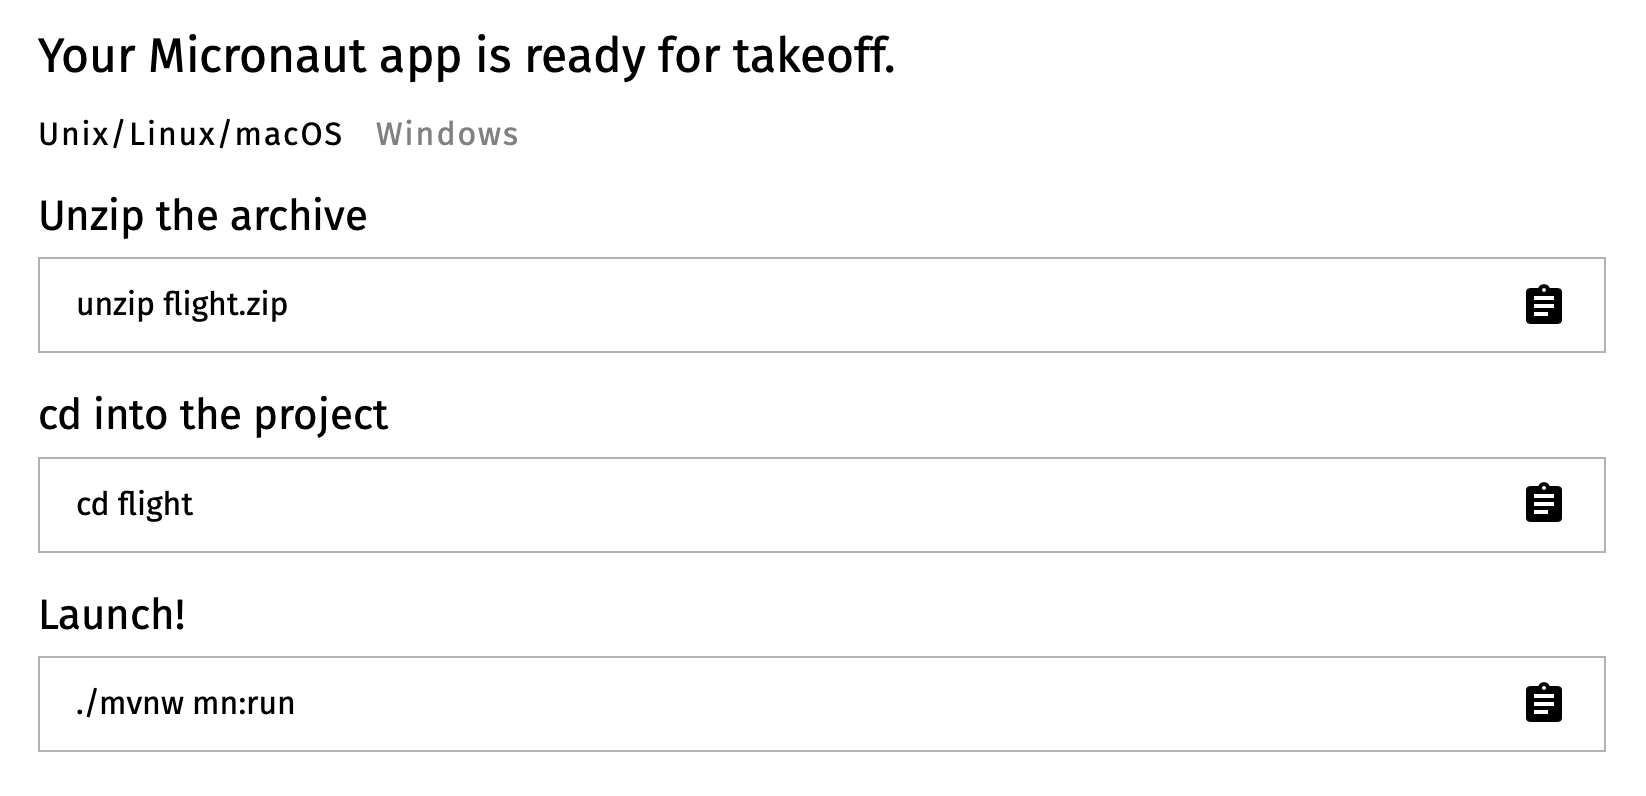 Your Micronaut app is ready for takeoff.
Unix/Linux/macOS Windows
Unzip the archive
unzip flight.zip
cd into the project
cd flight
Launch!
./mvnw mn:run